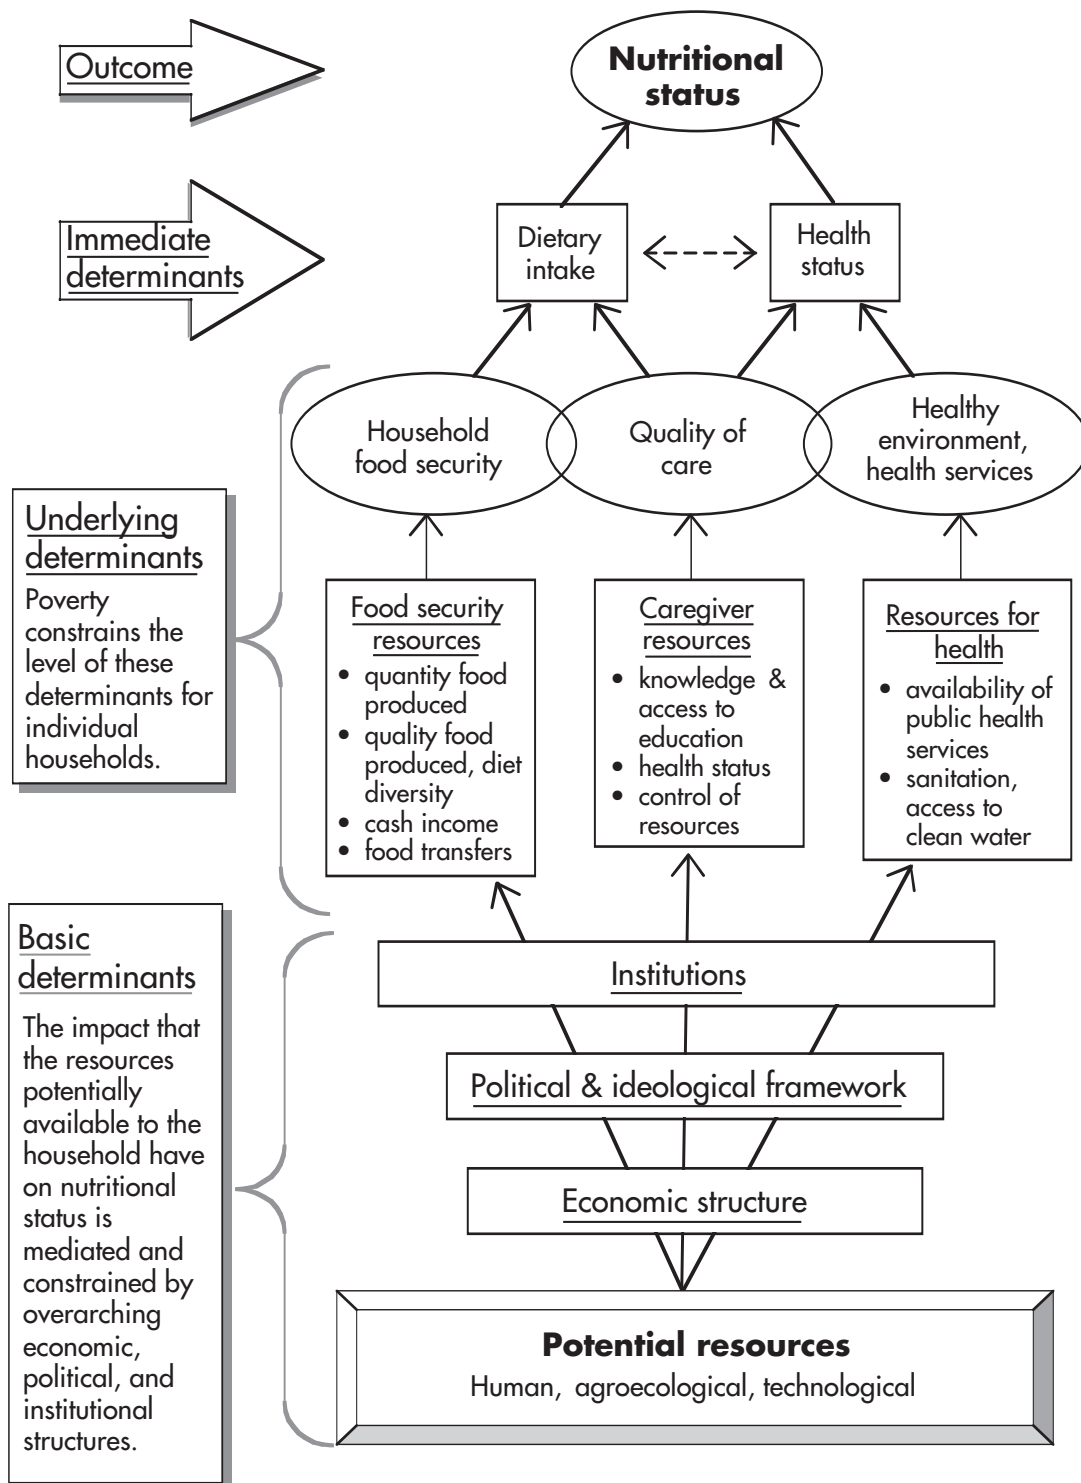 Outcome
Nutritional
status
Immediate
determinants
Dietary
intake
Health
status
Household
food security
Quality of
care
Healthy
environment,
health services
Underlying
determinants
Poverty
constrains the
level of these
determinants for
individual
households.
Food security
resources
• quantity food
produced
• quality food
produced, diet
diversity
• cash income
• food transfers
Caregiver
resources
• knowledge &
access to
education
• health status
• control of
resources
Resources for
health
• availability of
public health
services
• sanitation,
access to
clean water
Basic
determinants
The impact that
the resources
potentially
available to the
household have
on nutritional
status is
mediated and
constrained by
overarching
economic,
political, and
institutional
structures.
Institutions
Political & ideological framework
Economic structure
Potential resources
Human, agroecological, technological